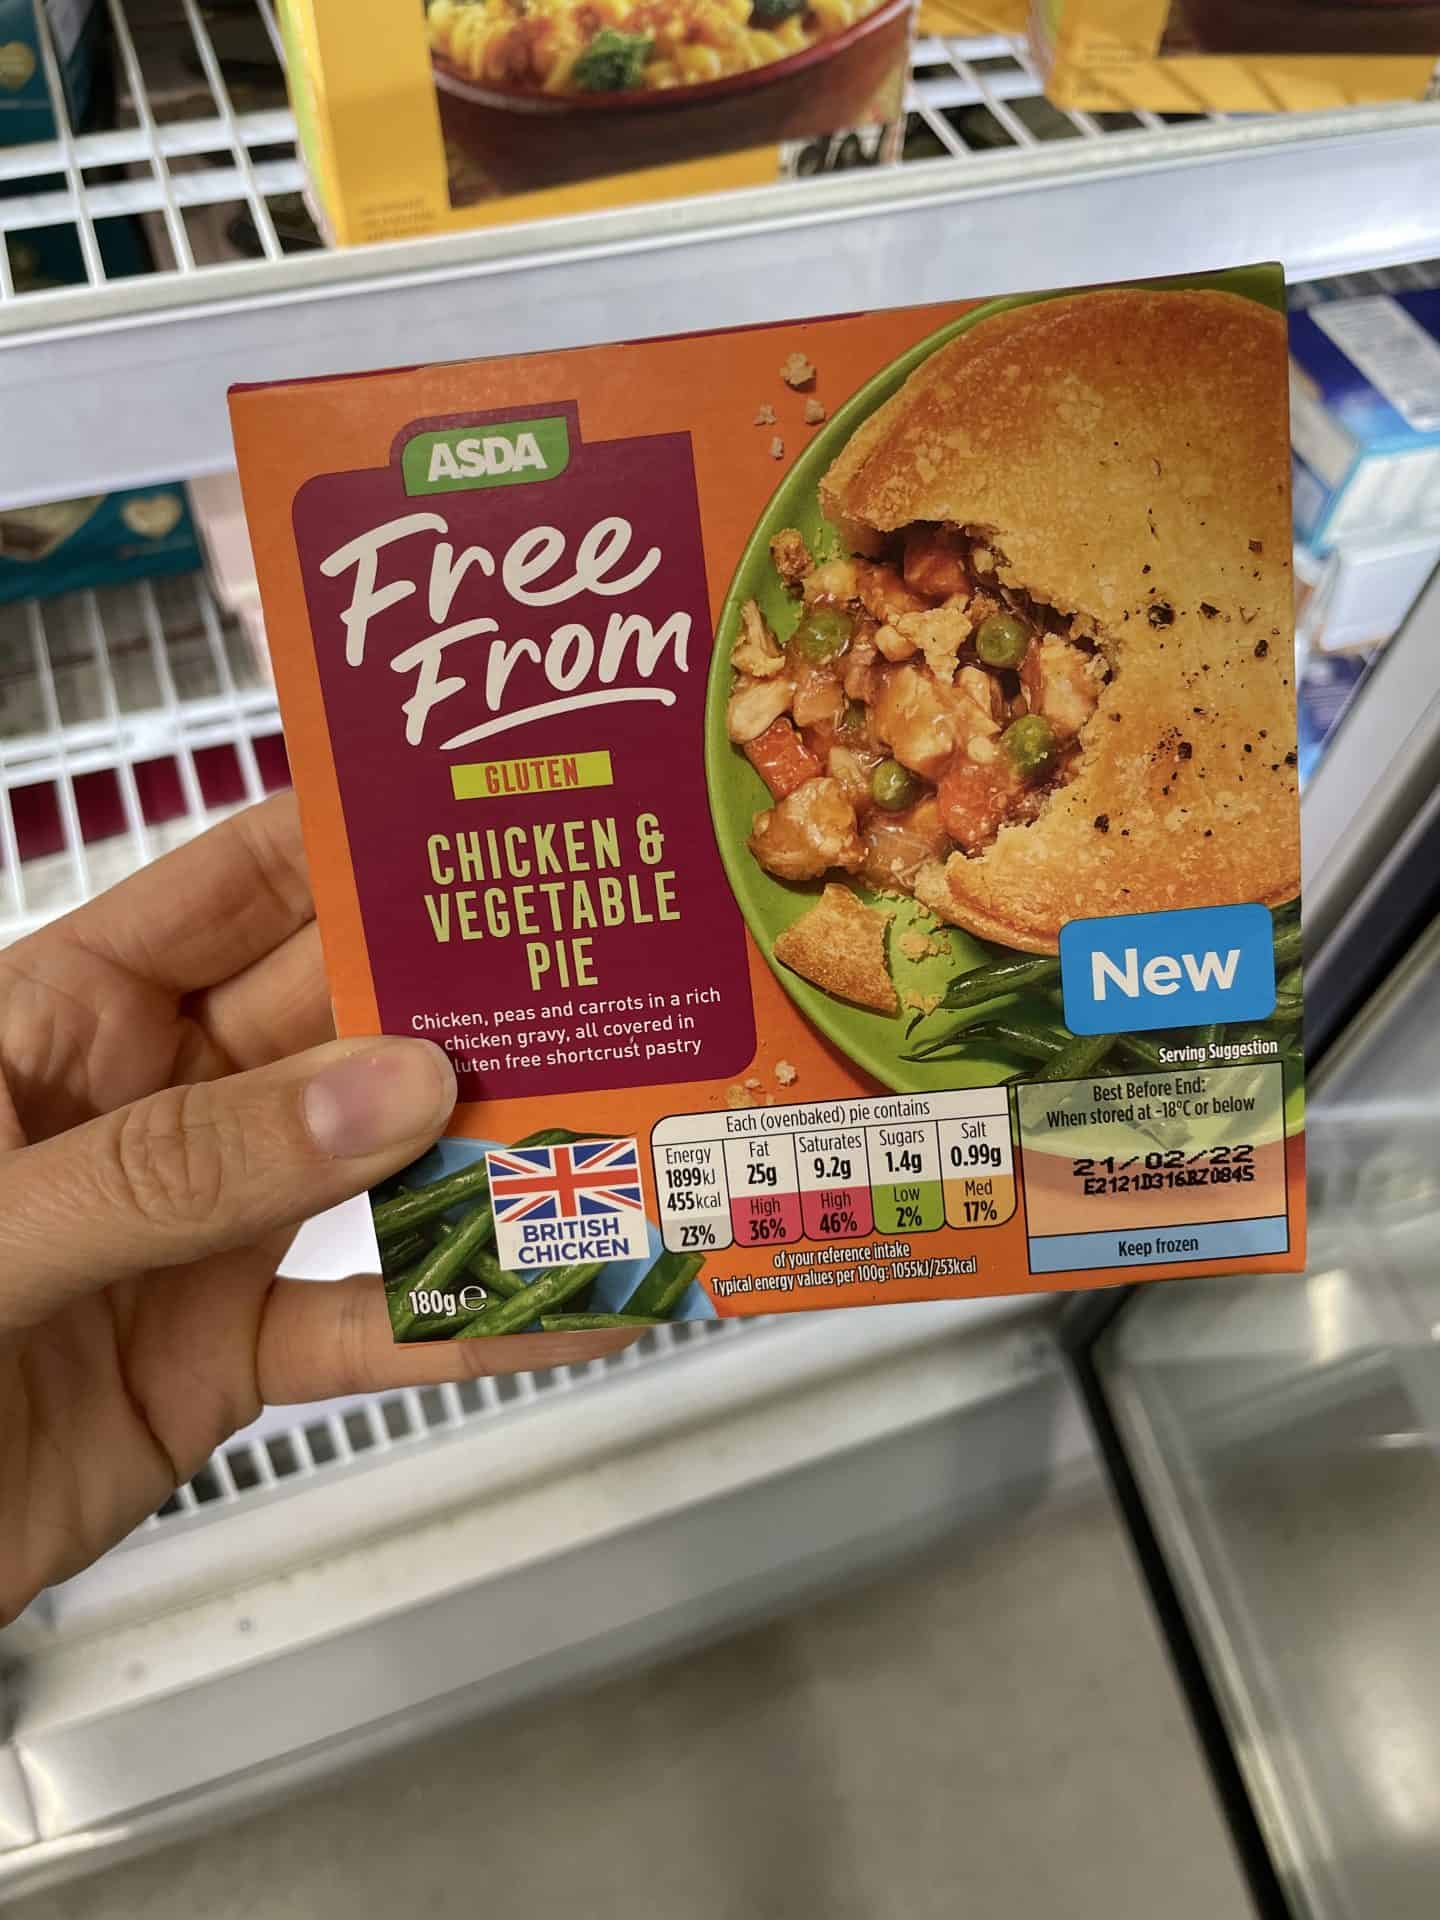 ASDA
Free
From
GLUTEN
CHICKEN &
VEGETABLE
PIE
Chicken, peas and carrots in a rich
chicken gravy, all covered in
luten free shortcrust pastry
New
Serving Suggestion
Best Before End:
When stored at -18°C or below
21/02/22
E2121D316BZ0845
Keep frozen
Each (ovenbaked) pie contains
Energy 1899kJ 455kcal 23%
Fat 25g High 36%
Saturates 9.2g High 46%
Sugars 1.4g Low 2%
Salt 0.99g Med 17%
of your reference intake
Typical energy values per 100g: 1055kJ/253kcal
BRITISH
CHICKEN
180g e